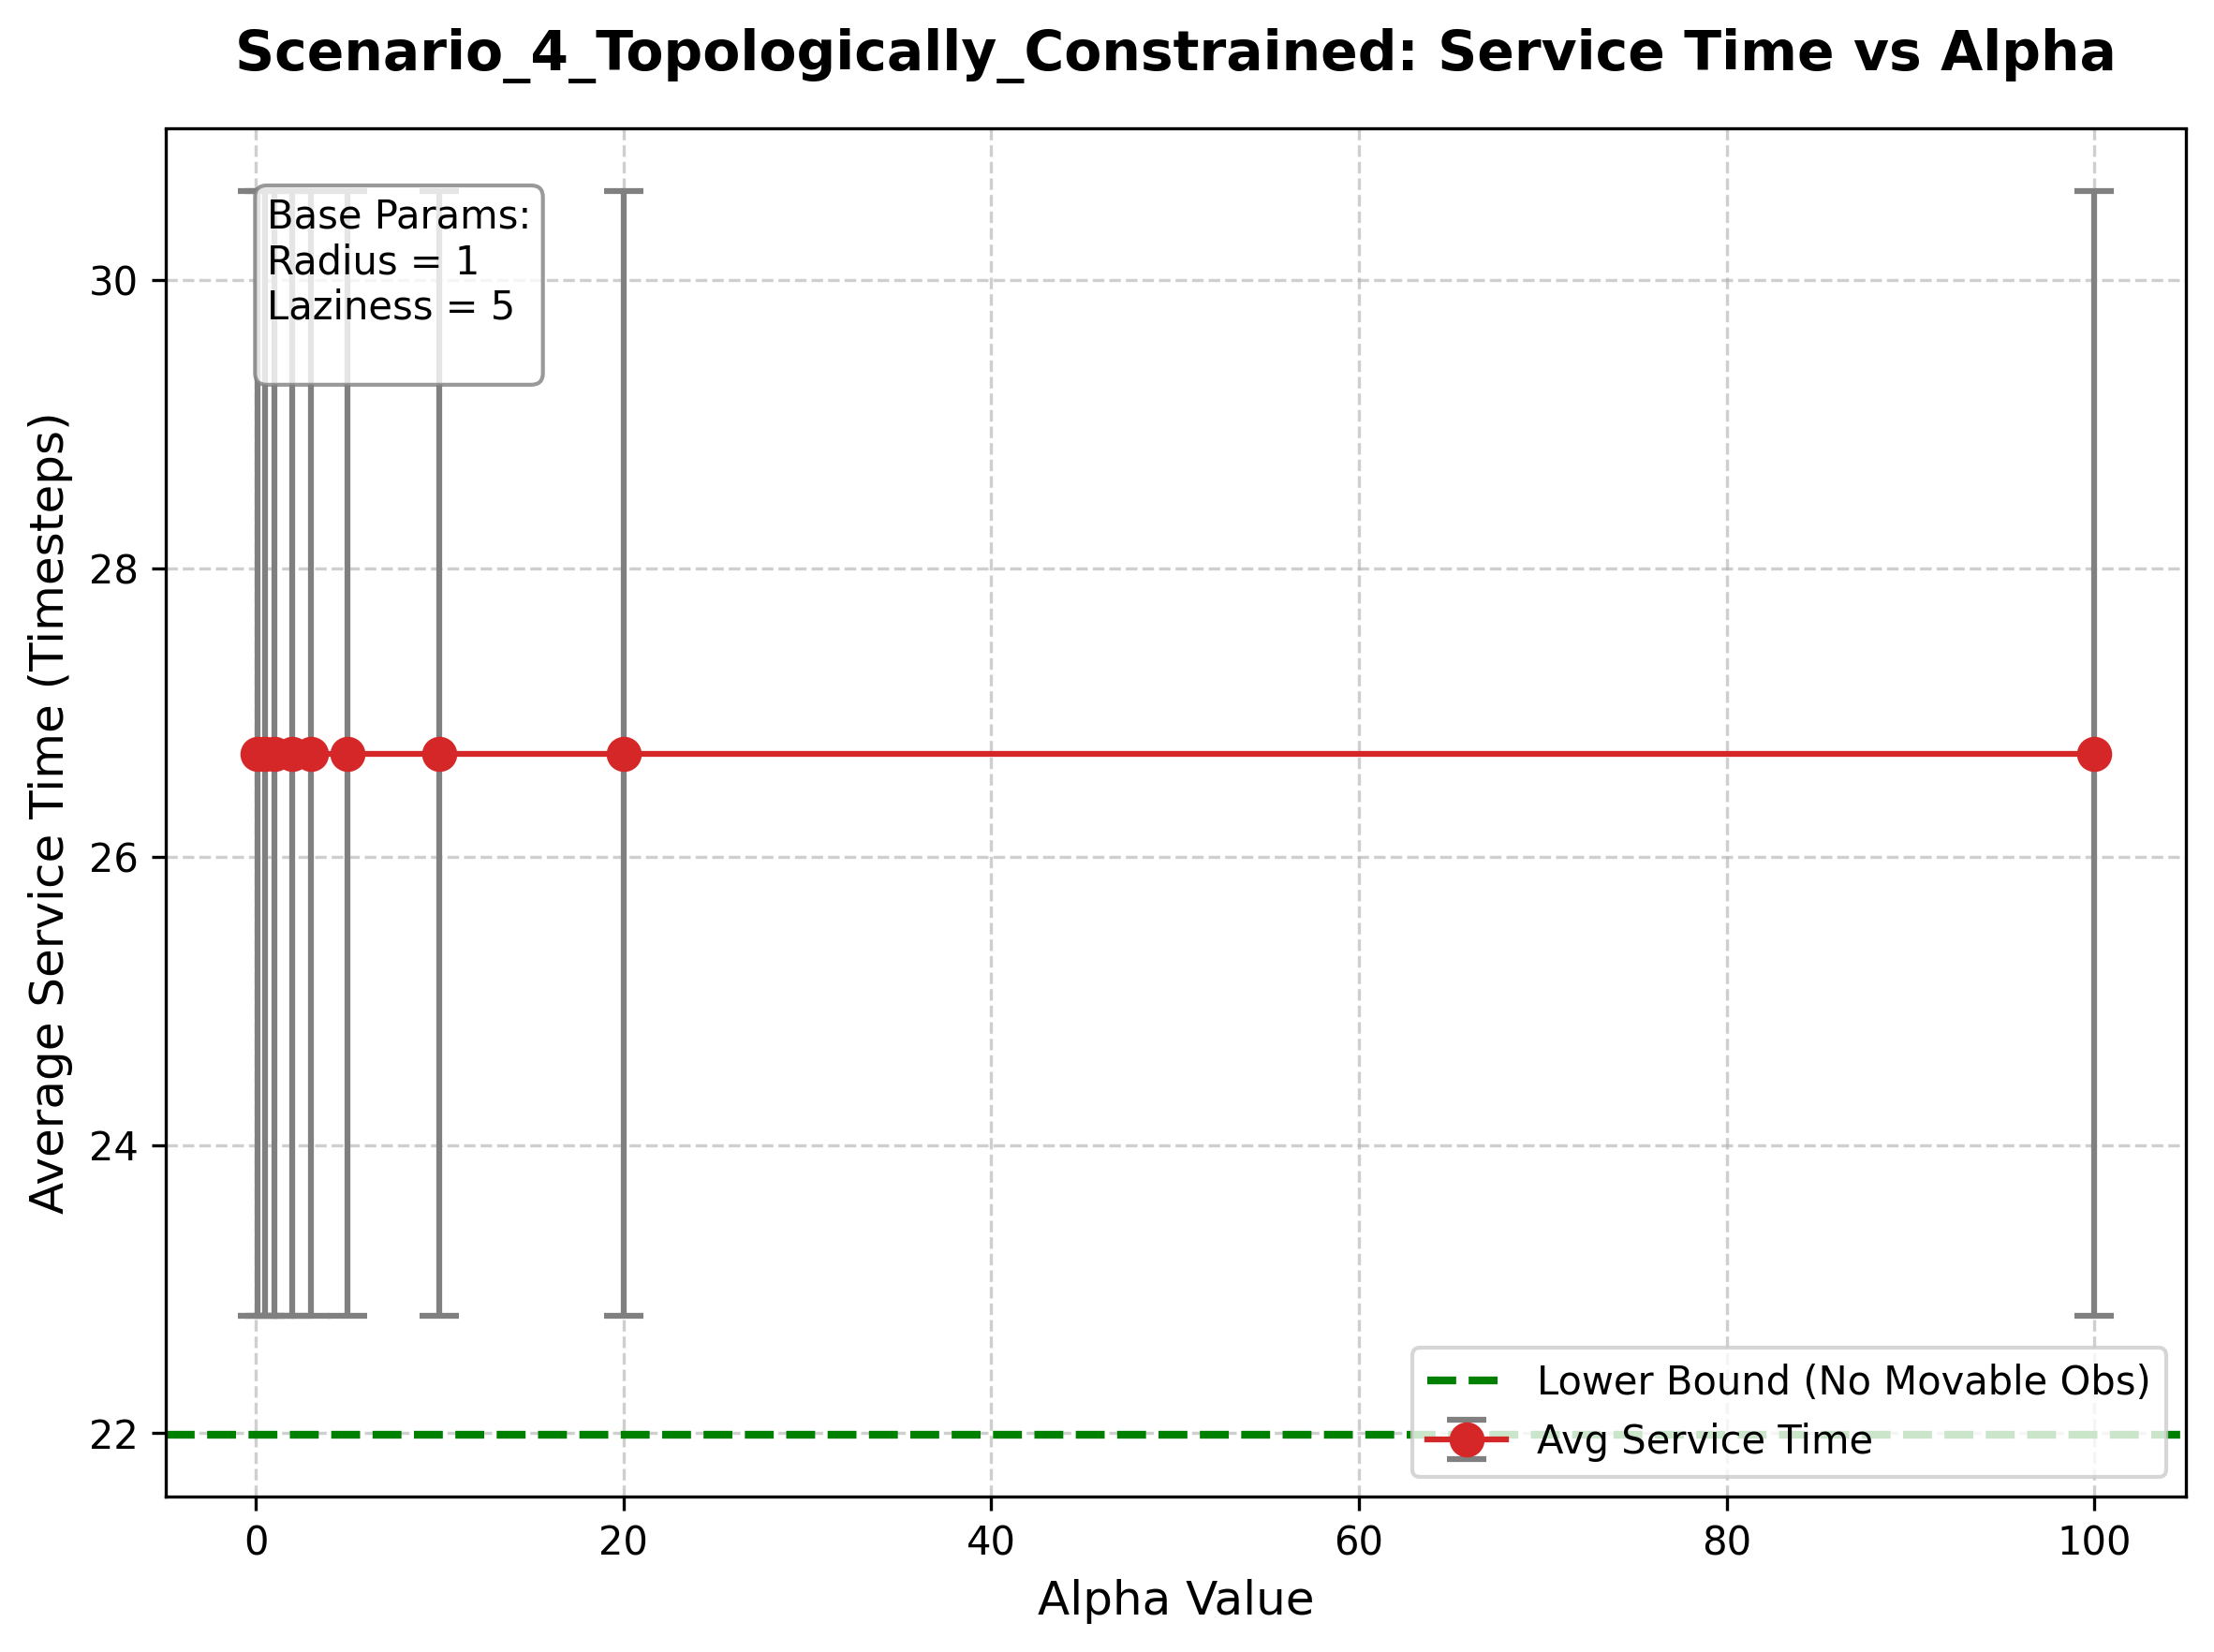 Scenario_4_Topologically_Constrained: Service Time vs Alpha
Base Params:
Radius = 1
Laziness = 5
Average Service Time (Timesteps)
30
28
26
24
22
Lower Bound (No Movable Obs)
Avg Service Time
0 20 40 60 80 100
Alpha Value